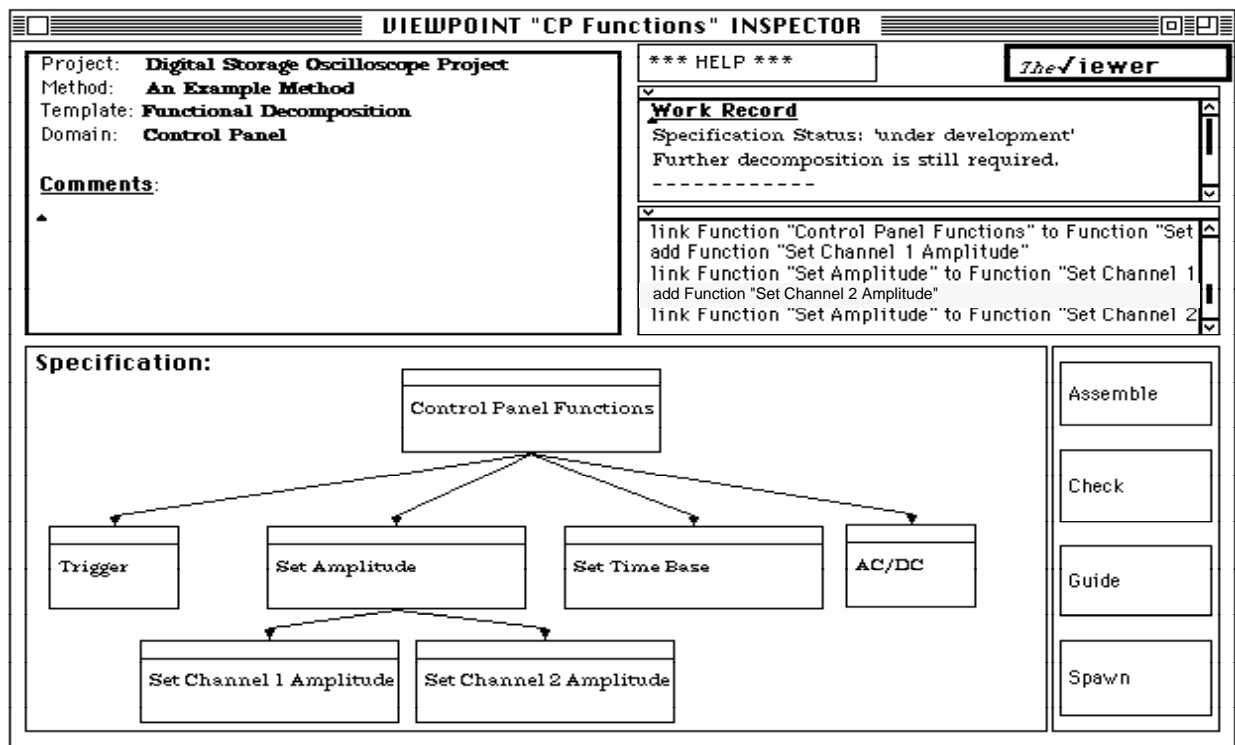 VIEWPOINT "CP Functions" INSPECTOR
Project: Digital Storage Oscilloscope Project
Method: An Example Method
Template: Functional Decomposition
Domain: Control Panel
Comments:
*** HELP ***
The√iewer
Work Record
Specification Status: 'under development'
Further decomposition is still required.
------------
link Function "Control Panel Functions" to Function "Set
add Function "Set Channel 1 Amplitude"
link Function "Set Amplitude" to Function "Set Channel 1
add Function "Set Channel 2 Amplitude"
link Function "Set Amplitude" to Function "Set Channel 2
Specification:
Control Panel Functions
Trigger
Set Amplitude
Set Time Base
AC/DC
Set Channel 1 Amplitude
Set Channel 2 Amplitude
Assemble
Check
Guide
Spawn